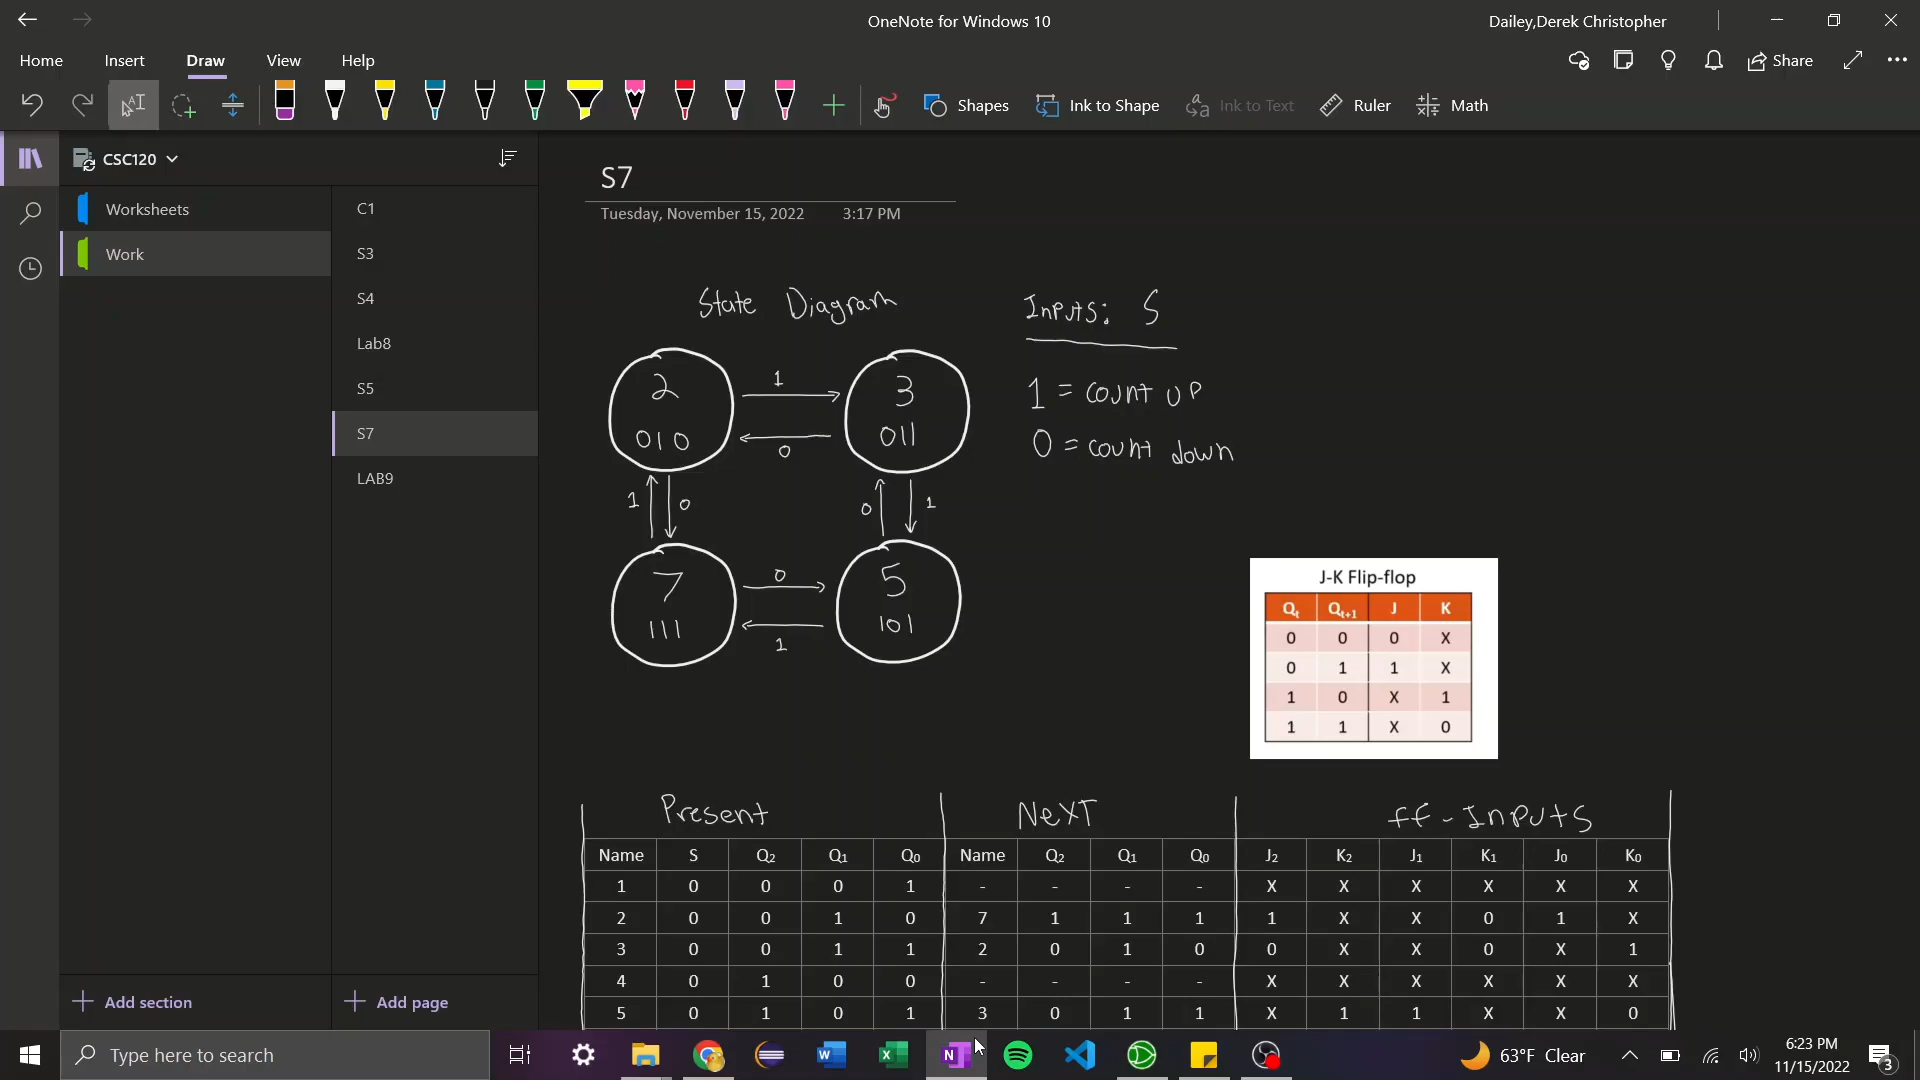 OneNote for Windows 10
Dailey,Derek Christopher
Home Insert Draw View Help
Share
Shapes Ink to Shape Ink to Text Ruler Math
CSC120
Worksheets
Work
C1
S3
S4
Lab8
S5
S7
LAB9
Add section
Add page
S7
Tuesday, November 15, 2022 3:17 PM
State Diagram
Inputs: S
1 = count up
0 = count down
2
010
3
011
1
0
1
0
0
1
7
111
5
101
0
1
J-K Flip-flop
Qt Qt+1 J K
0 0 0 X
0 1 1 X
1 0 X 1
1 1 X 0
Present NeXT ff-Inputs
Name S Q2 Q1 Q0 Name Q2 Q1 Q0 J2 K2 J1 K1 J0 K0
1 0 0 0 1 - - - - X X X X X X
2 0 0 1 0 7 1 1 1 1 X X 0 1 X
3 0 0 1 1 2 0 1 0 0 X X 0 X 1
4 0 1 0 0 - - - - X X X X X X
5 0 1 0 1 3 0 1 1 X 1 1 X X 0
Type here to search
63°F Clear
6:23 PM
11/15/2022
3